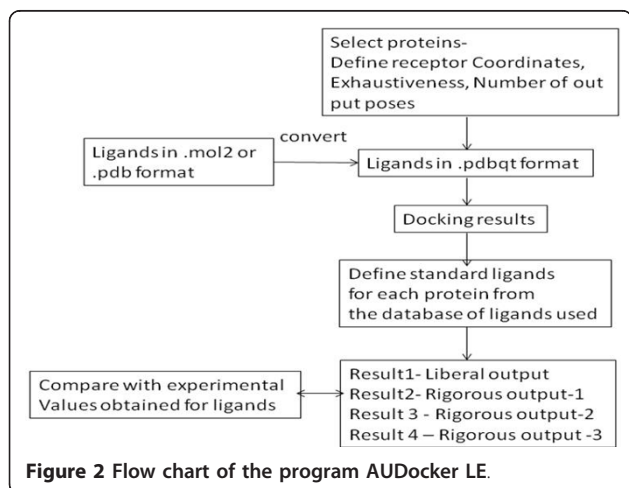 Select proteins-
Define receptor Coordinates,
Exhaustiveness, Number of out
put poses
convert
Ligands in .mol2 or
.pdb format
Ligands in .pdbqt format
Docking results
Define standard ligands
for each protein from
the database of ligands used
Compare with experimental
Values obtained for ligands
Result1- Liberal output
Result2- Rigorous output-1
Result 3 - Rigorous output-2
Result 4 – Rigorous output -3
Figure 2 Flow chart of the program AUDocker LE.